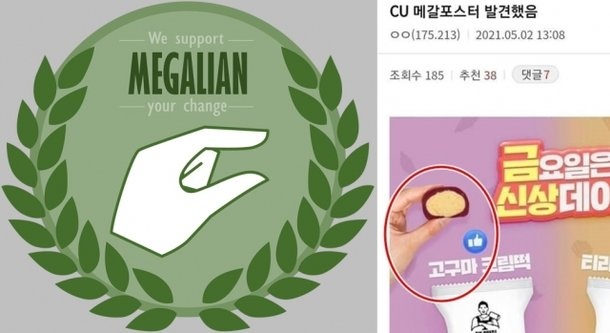 We support
MEGALIAN
your change
CU 메갈포스터 발견했음
ㅇㅇ(175.213) | 2021.05.02 13:08
조회수 185 | 추천 38 | 댓글 7
금요일은
신상데이
고구마 크림떡
티라